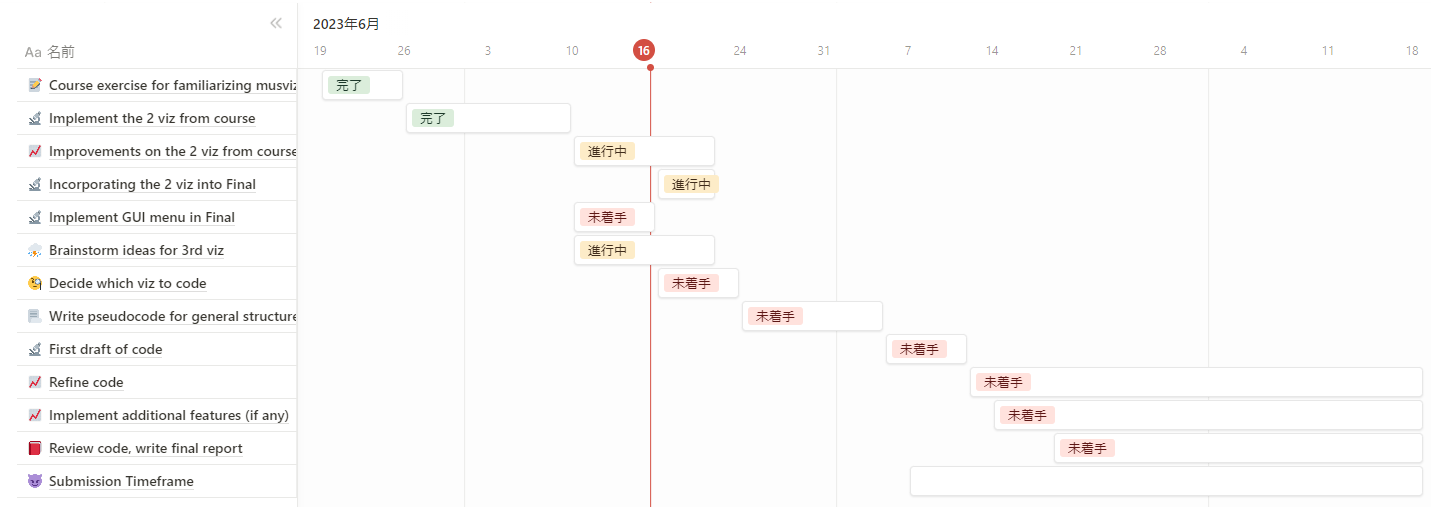 2023年6月
Aa 名前
19 26 3 10 16 24 31 7 14 21 28 4 11 18
Course exercise for familiarizing musviz
完了
Implement the 2 viz from course
完了
Improvements on the 2 viz from course
進行中
Incorporating the 2 viz into Final
進行中
Implement GUI menu in Final
未着手
Brainstorm ideas for 3rd viz
進行中
Decide which viz to code
未着手
Write pseudocode for general structure
未着手
First draft of code
未着手
Refine code
未着手
Implement additional features (if any)
未着手
Review code, write final report
未着手
Submission Timeframe